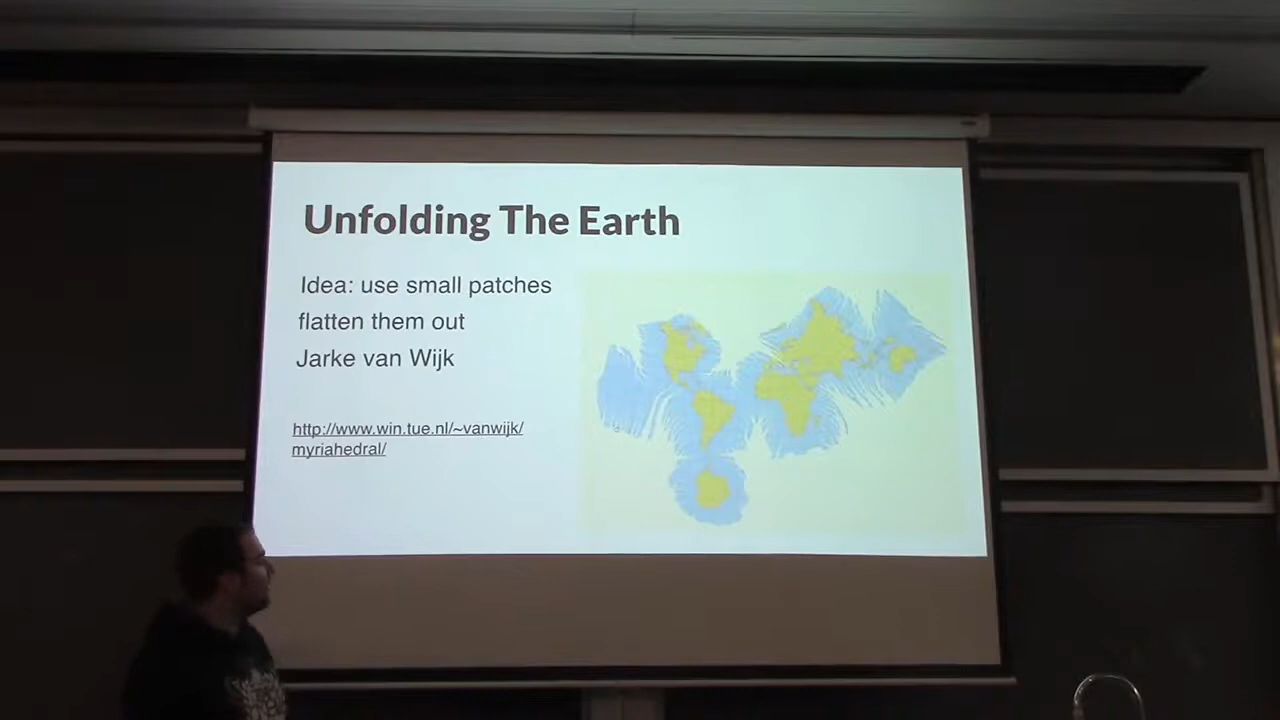 Unfolding The Earth
Idea: use small patches
flatten them out
Jarke van Wijk
http://www.win.tue.nl/~vanwijk/
myriahedral/